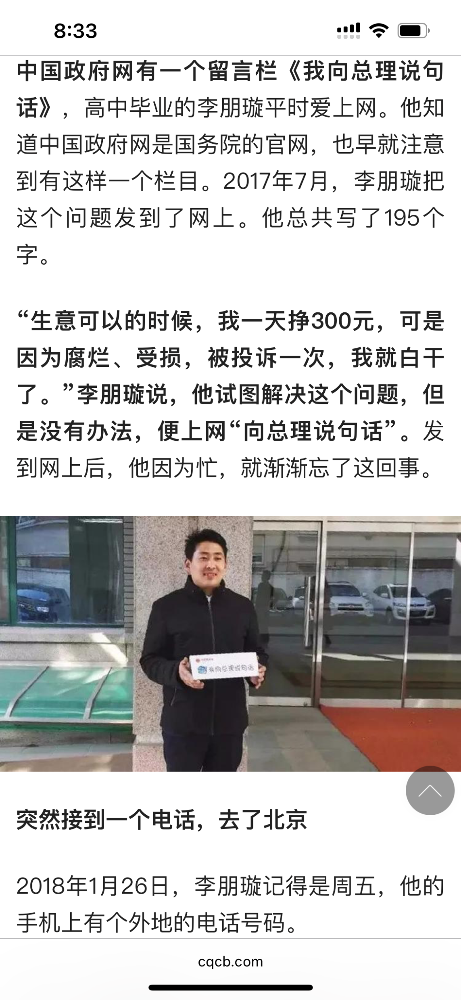 8:33
中国政府网有一个留言栏《我向总理说句
话》，高中毕业的李朋璇平时爱上网。他知
道中国政府网是国务院的官网，也早就注意
到有这样一个栏目。2017年7月，李朋璇把
这个问题发到了网上。他总共写了195个
字。
“生意可以的时候，我一天挣300元，可是
因为腐烂、受损，被投诉一次，我就白干
了。”李朋璇说，他试图解决这个问题，但
是没有办法，便上网“向总理说句话”。发
到网上后，他因为忙，就渐渐忘了这回事。
我向总理说句话
突然接到一个电话，去了北京
2018年1月26日，李朋璇记得是周五，他的
手机上有个外地的电话号码。
cqcb.com